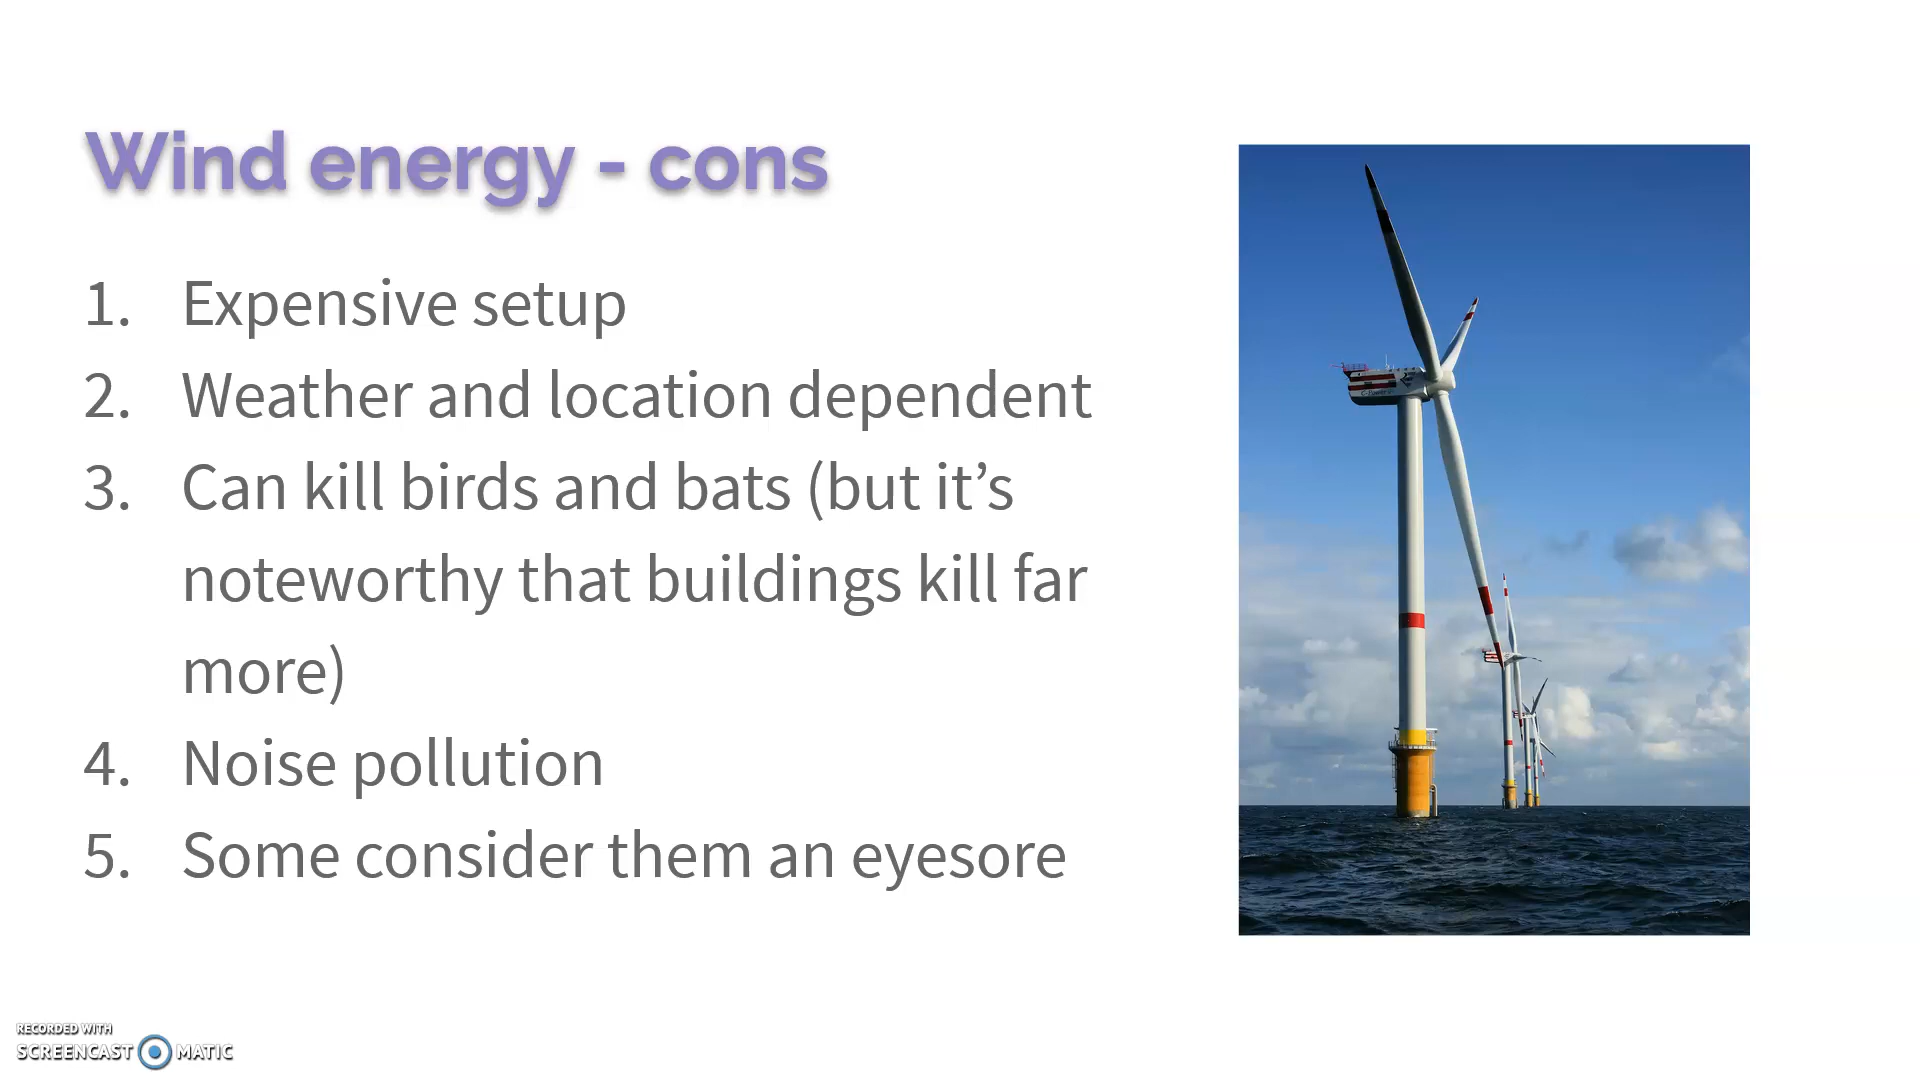 Wind energy - cons
1. Expensive setup
2. Weather and location dependent
3. Can kill birds and bats (but it’s
noteworthy that buildings kill far
more)
4. Noise pollution
5. Some consider them an eyesore
RECORDED WITH
SCREENCAST MATIC